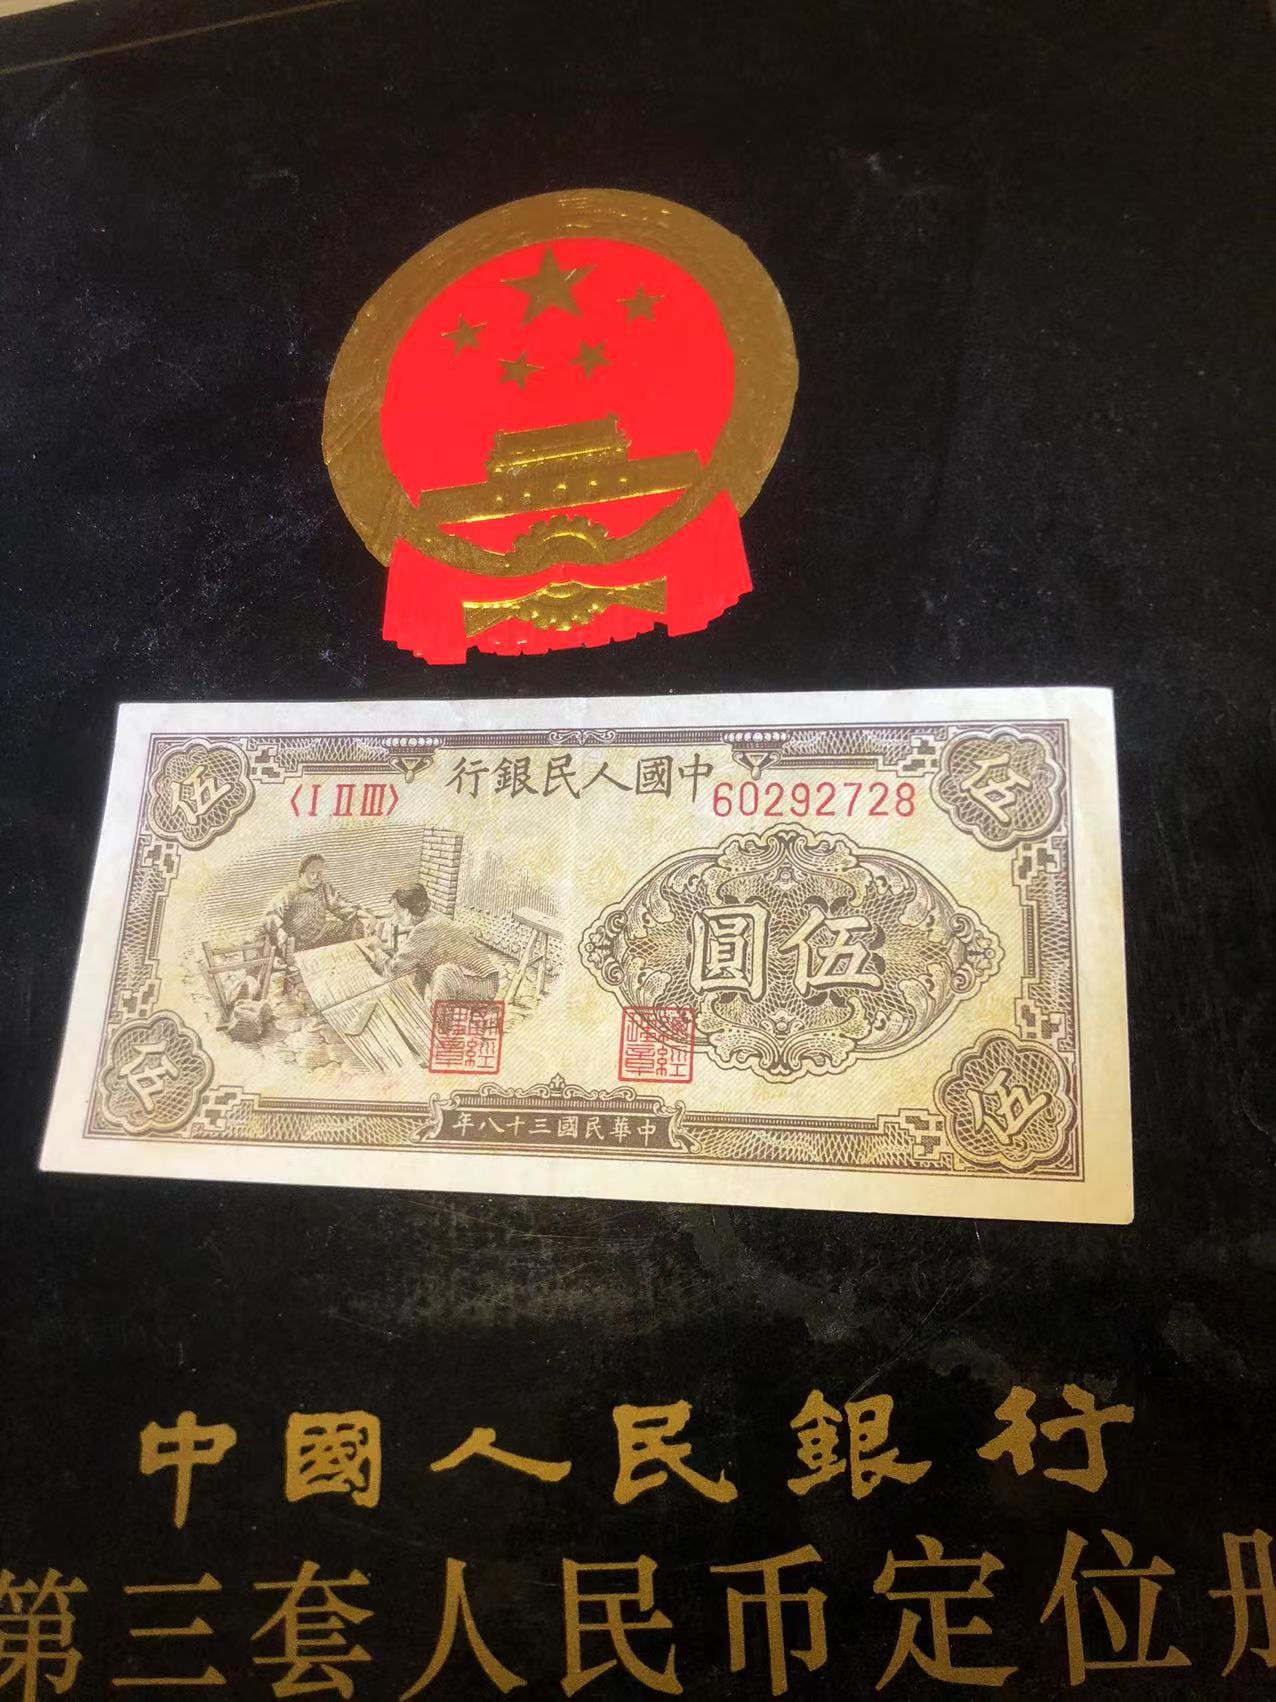 中國人民銀行
〈I II III〉
60292728
伍
伍
伍圓
伍
伍
中華民國三十八年
中國人民銀行
第三套人民币定位册